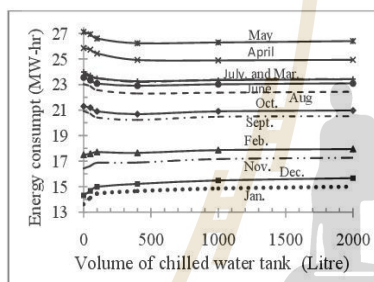 Energy consumpt (MW-hr)
27
25
23
21
19
17
15
13
May
April
July. and Mar.
June
Aug
Oct.
Sept.
Feb.
Nov.
Dec.
Jan.
0 500 1000 1500 2000
Volume of chilled water tank (Litre)